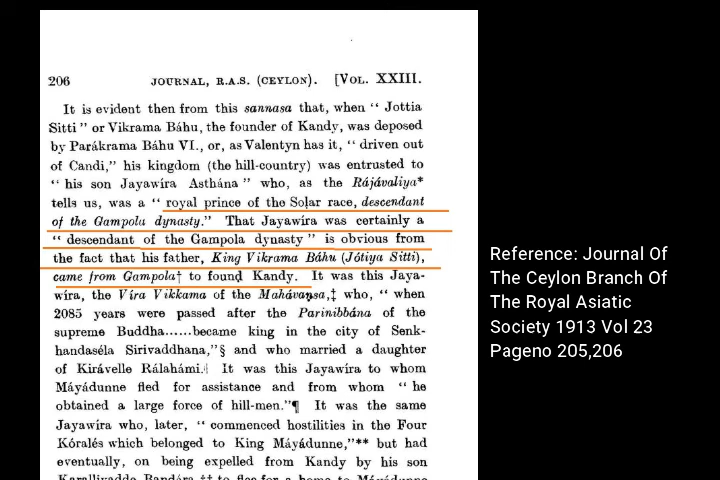 206 JOURNAL, R.A.S. (CEYLON). [VOL. XXIII.
It is evident then from this sannasa that, when “ Jottia
Sitti ” or Vikrama Báhu, the founder of Kandy, was deposed
by Parákrama Báhu VI., or, as Valentyn has it, “ driven out
of Candi,” his kingdom (the hill-country) was entrusted to
“ his son Jayawíra Asthána ” who, as the Rájávaliya*
tells us, was a “ royal prince of the Solar race, descendant
of the Gampola dynasty.” That Jayawíra was certainly a
“ descendant of the Gampola dynasty ” is obvious from
the fact that his father, King Vikrama Báhu (Jótiya Sitti),
came from Gampola† to found Kandy. It was this Jaya-
wíra, the Víra Vikkama of the Mahávaṇsa,‡ who, “ when
2085 years were passed after the Parinibbána of the
supreme Buddha......became king in the city of Senk-
handaséla Sirivaddhana,”§ and who married a daughter
of Kirávelle Rálahámi.‖ It was this Jayawíra to whom
Máyádunne fled for assistance and from whom “ he
obtained a large force of hill-men.”¶ It was the same
Jayawíra who, later, “ commenced hostilities in the Four
Kóralés which belonged to King Máyádunne,”** but had
eventually, on being expelled from Kandy by his son
Karalliyadde Bandára †† to flee for a home to Máyádunne
Reference: Journal Of
The Ceylon Branch Of
The Royal Asiatic
Society 1913 Vol 23
Pageno 205,206